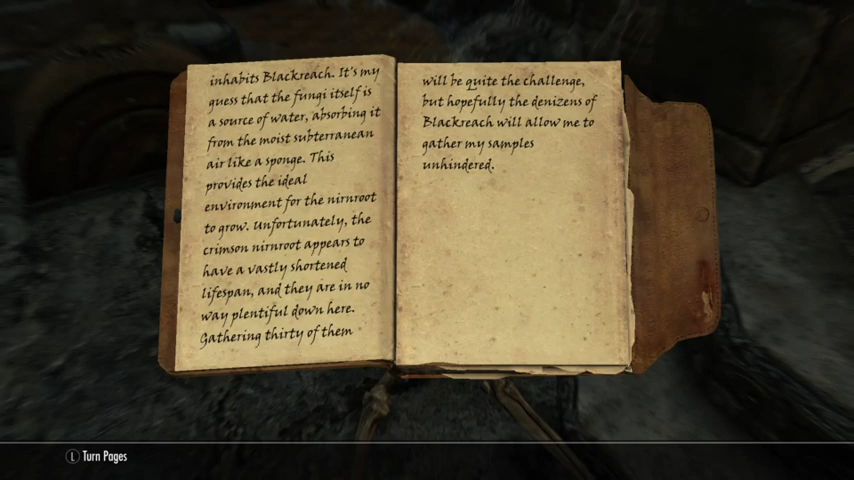 inhabits Blackreach. It's my
guess that the fungi itself is
a source of water, absorbing it
from the moist subterranean
air like a sponge. This
provides the ideal
environment for the nirnroot
to grow. Unfortunately, the
crimson nirnroot appears to
have a vastly shortened
lifespan, and they are in no
way plentiful down here.
Gathering thirty of them
will be quite the challenge,
but hopefully the denizens of
Blackreach will allow me to
gather my samples
unhindered.
L Turn Pages